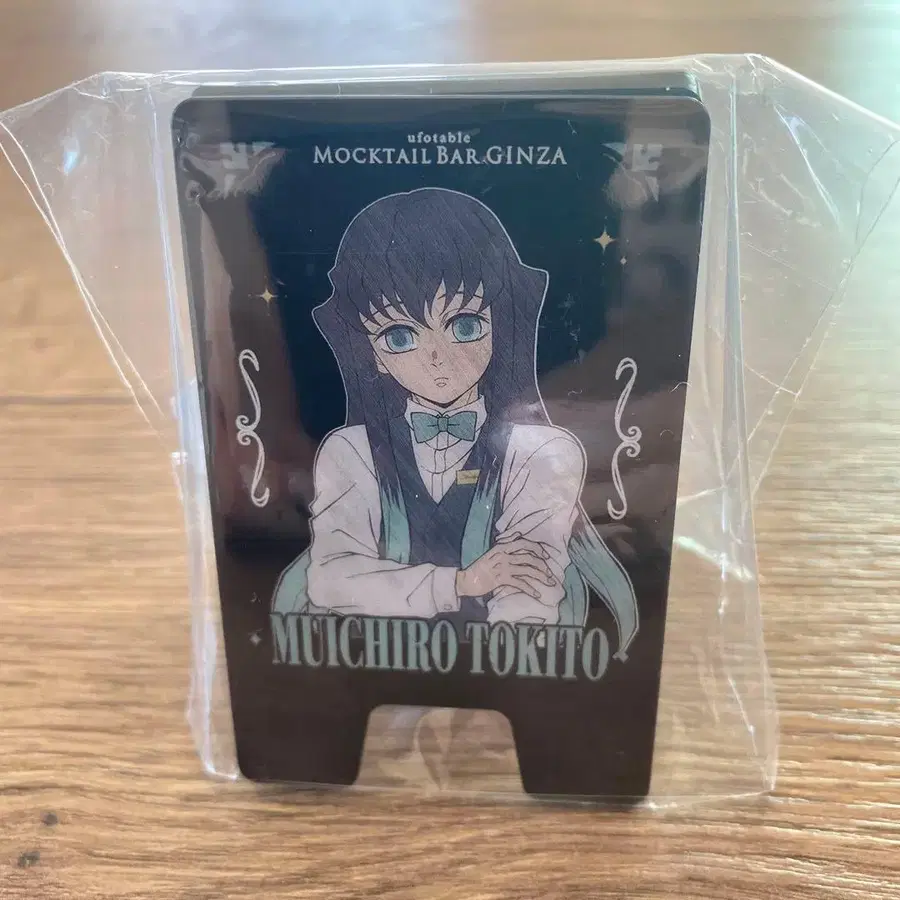 ufotable
MOCKTAIL BAR GINZA
MUICHIRO TOKITO